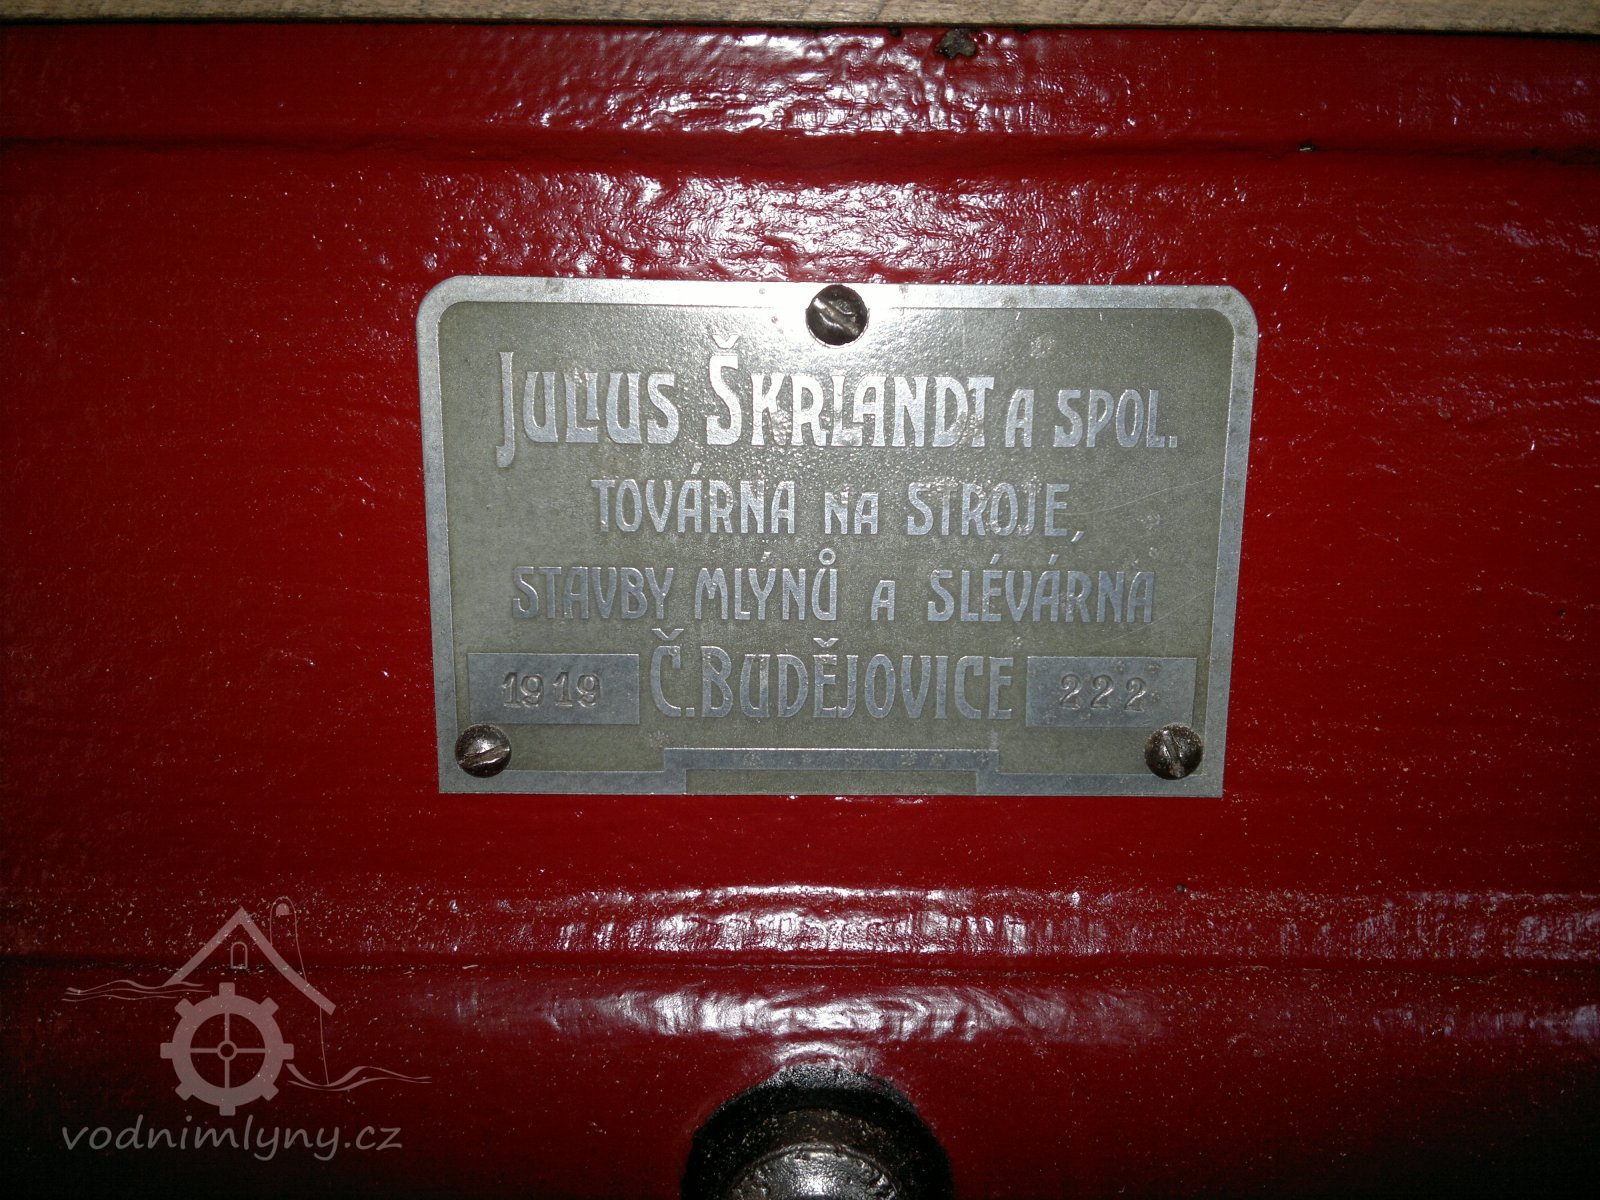 JULIUS ŠKRLANDT A SPOL.
TOVÁRNA NA STROJE,
STAVBY MLÝNŮ A SLÉVÁRNA
1919 Č. BUDĚJOVICE 222
vodnimlyny.cz